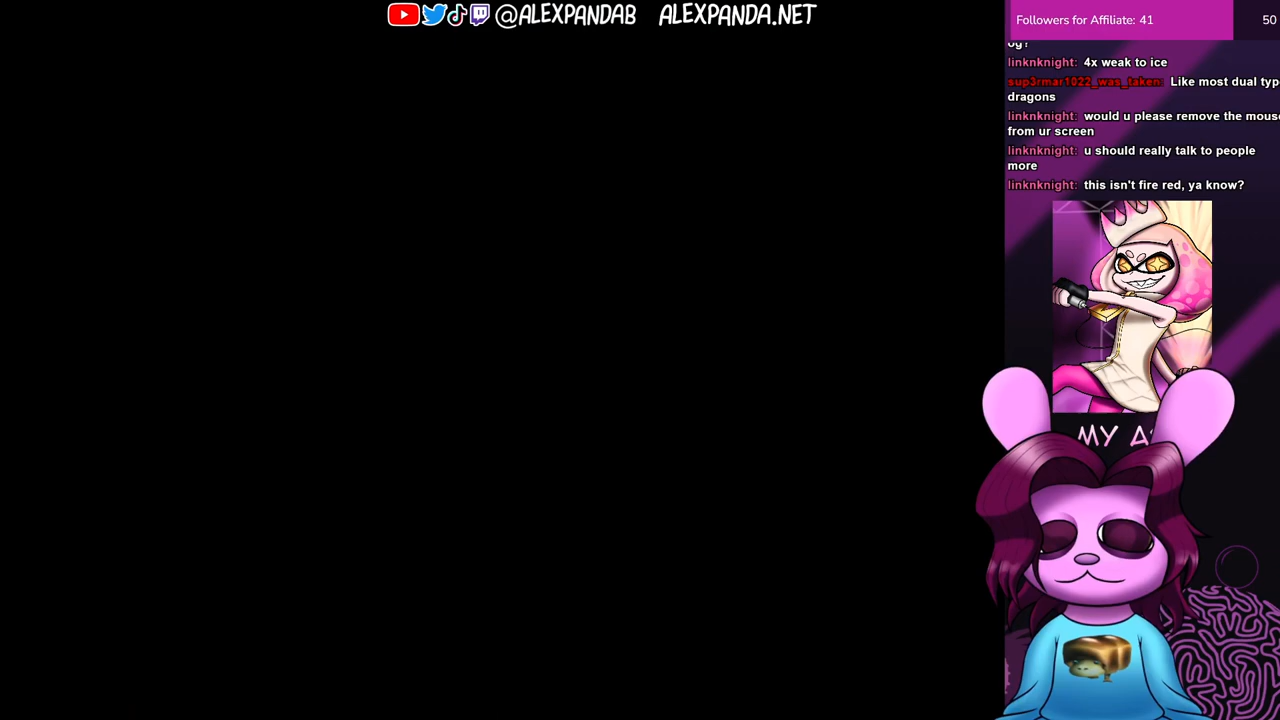 @ALEXPANDAB ALEXPANDA.NET
Followers for Affiliate: 41 50
og?
linknknight: 4x weak to ice
sup3rmar1022_was_taken: Like most dual typ
dragons
linknknight: would u please remove the mouse
from ur screen
linknknight: u should really talk to people
more
linknknight: this isn't fire red, ya know?
MY A